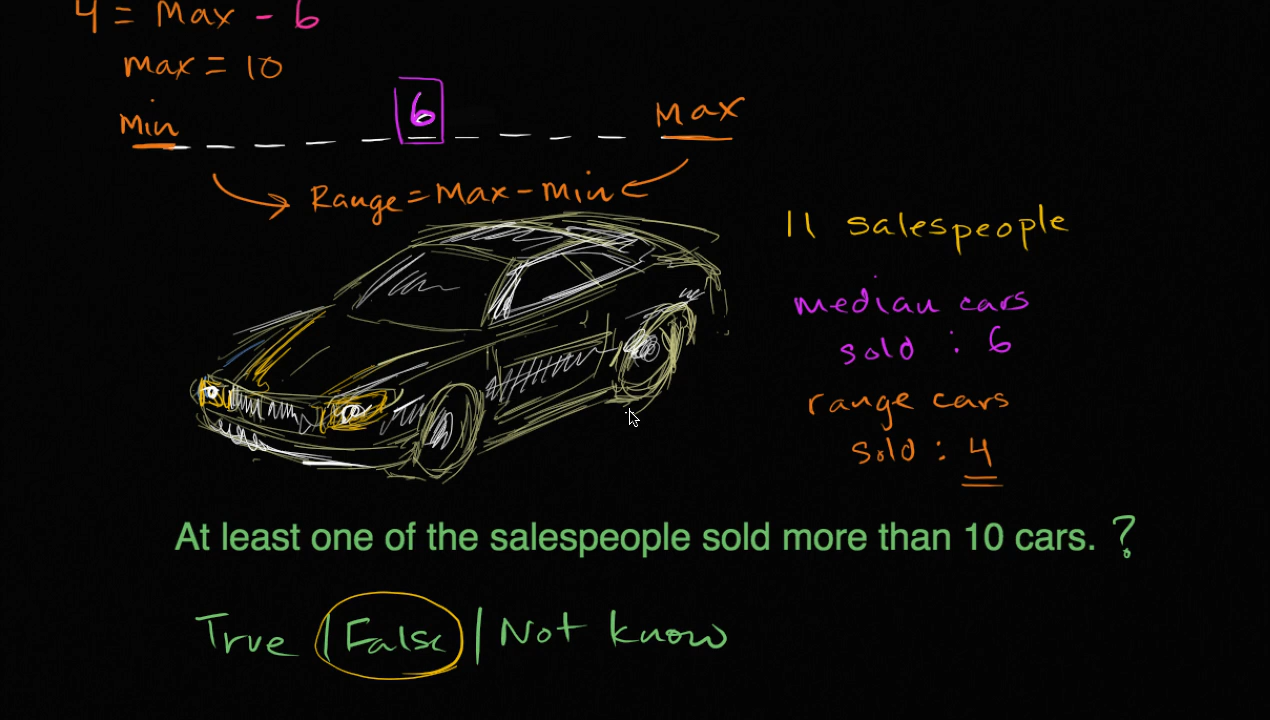 4 = Max - 6
max = 10
Min 6 Max
Range = Max - Min
11 salespeople
median cars
sold : 6
range cars
sold : 4
At least one of the salespeople sold more than 10 cars. ?
True | False | Not know